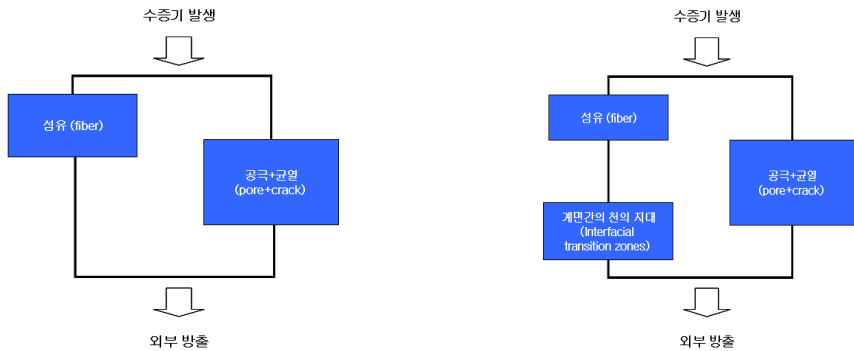 수증기 발생
섬유 (fiber)
공극+균열
(pore+crack)
외부 방출
수증기 발생
섬유 (fiber)
공극+균열
(pore+crack)
계면간의 천의 지대
(Interfacial
transition zones)
외부 방출